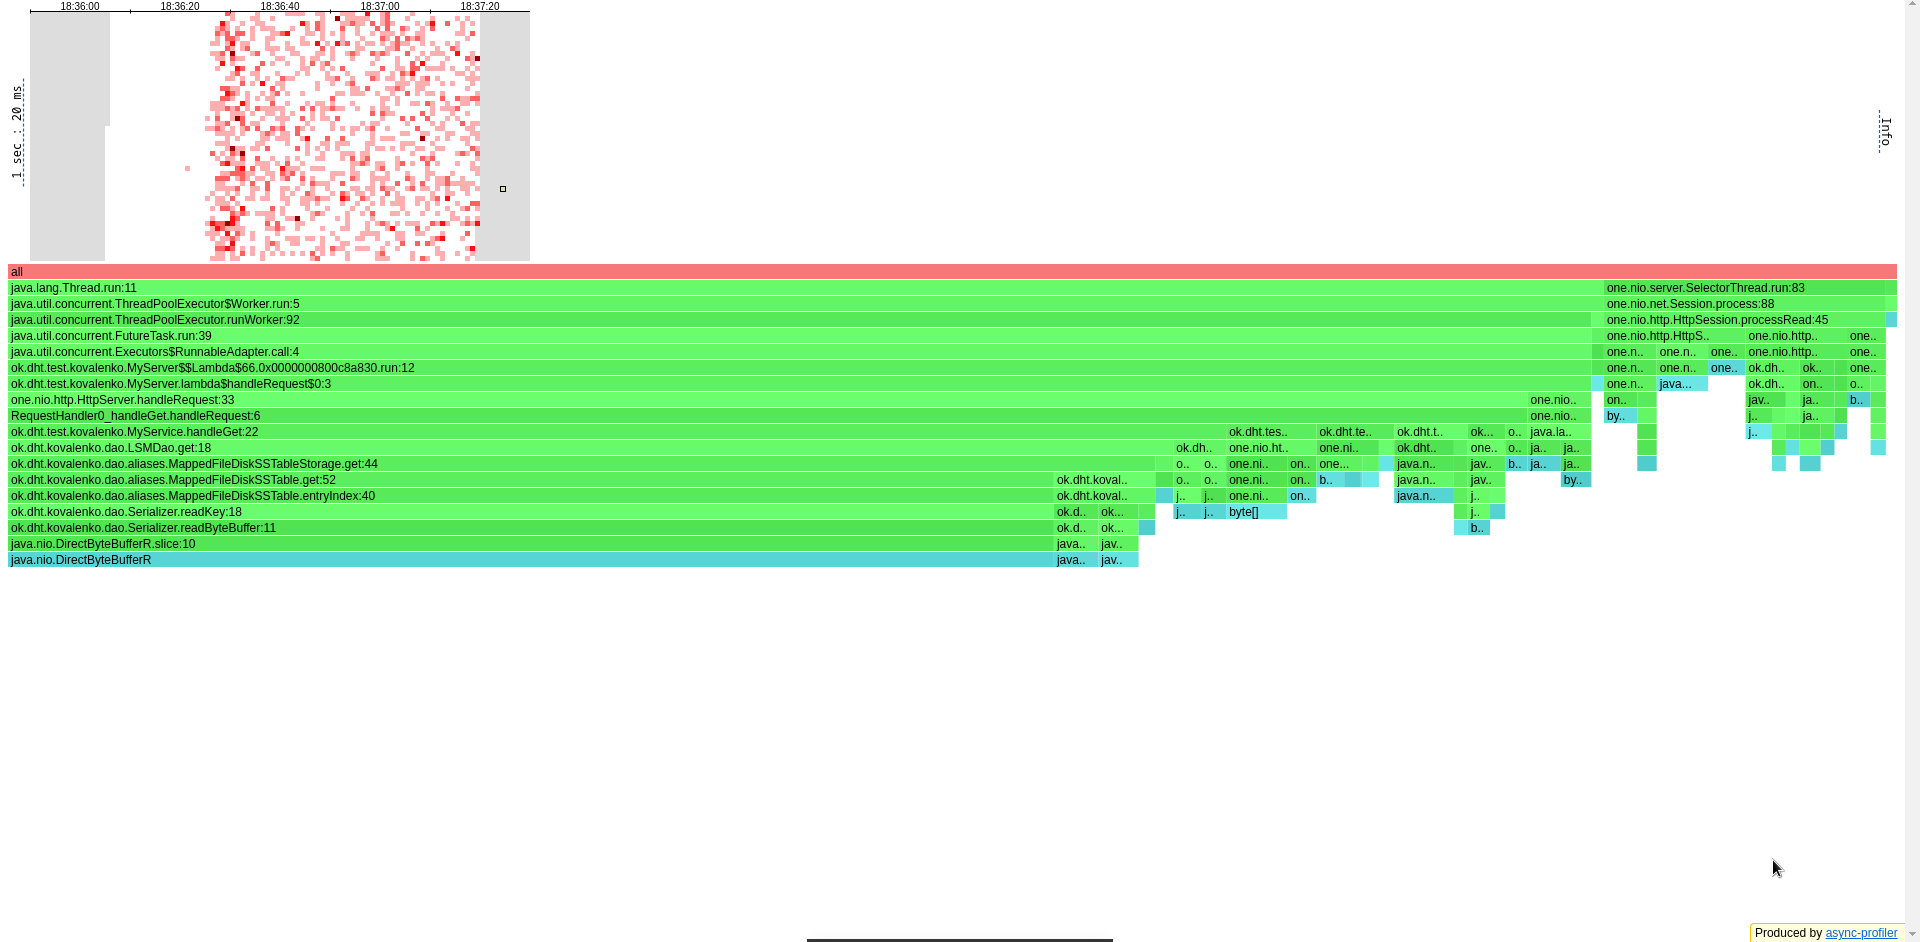 18:36:00 18:36:20 18:36:40 18:37:00 18:37:20
1 sec : 20 ms
Info
all
java.lang.Thread.run:11 one.nio.server.SelectorThread.run:83
java.util.concurrent.ThreadPoolExecutor$Worker.run:5 one.nio.net.Session.process:88
java.util.concurrent.ThreadPoolExecutor.runWorker:92 one.nio.http.HttpSession.processRead:45
java.util.concurrent.FutureTask.run:39 one.nio.http.HttpS.. one.nio.http.. one..
java.util.concurrent.Executors$RunnableAdapter.call:4 one.n.. one.n.. one.. one.nio.http.. one..
ok.dht.test.kovalenko.MyServer$$Lambda$66.0x0000000800c8a830.run:12 one.n.. one.n.. one.. ok.dh.. ok.. one..
ok.dht.test.kovalenko.MyServer.lambda$handleRequest$0:3 one.n.. java... ok.dh.. on.. o..
one.nio.http.HttpServer.handleRequest:33 one.nio.. on.. jav.. ja.. b..
RequestHandler0_handleGet.handleRequest:6 one.nio.. by.. j.. ja..
ok.dht.test.kovalenko.MyService.handleGet:22 ok.dht.tes.. ok.dht.te.. ok.dht.t.. ok... o.. java.la.. j..
ok.dht.kovalenko.dao.LSMDao.get:18 ok.dh.. one.nio.ht.. one.ni.. ok.dht.. one.. o.. ja.. ja..
ok.dht.kovalenko.dao.aliases.MappedFileDiskSSTableStorage.get:44 o.. o.. one.ni.. on.. one... java.n.. jav.. b.. ja.. ja..
ok.dht.kovalenko.dao.aliases.MappedFileDiskSSTable.get:52 ok.dht.koval.. o.. o.. one.ni.. on.. b.. java.n.. jav.. by..
ok.dht.kovalenko.dao.aliases.MappedFileDiskSSTable.entryIndex:40 ok.dht.koval.. j.. j.. one.ni.. on.. java.n.. j..
ok.dht.kovalenko.dao.Serializer.readKey:18 ok.d.. ok... j.. j.. byte[] j..
ok.dht.kovalenko.dao.Serializer.readByteBuffer:11 ok.d.. ok... b..
java.nio.DirectByteBufferR.slice:10 java.. jav..
java.nio.DirectByteBufferR java.. jav..
Produced by async-profiler